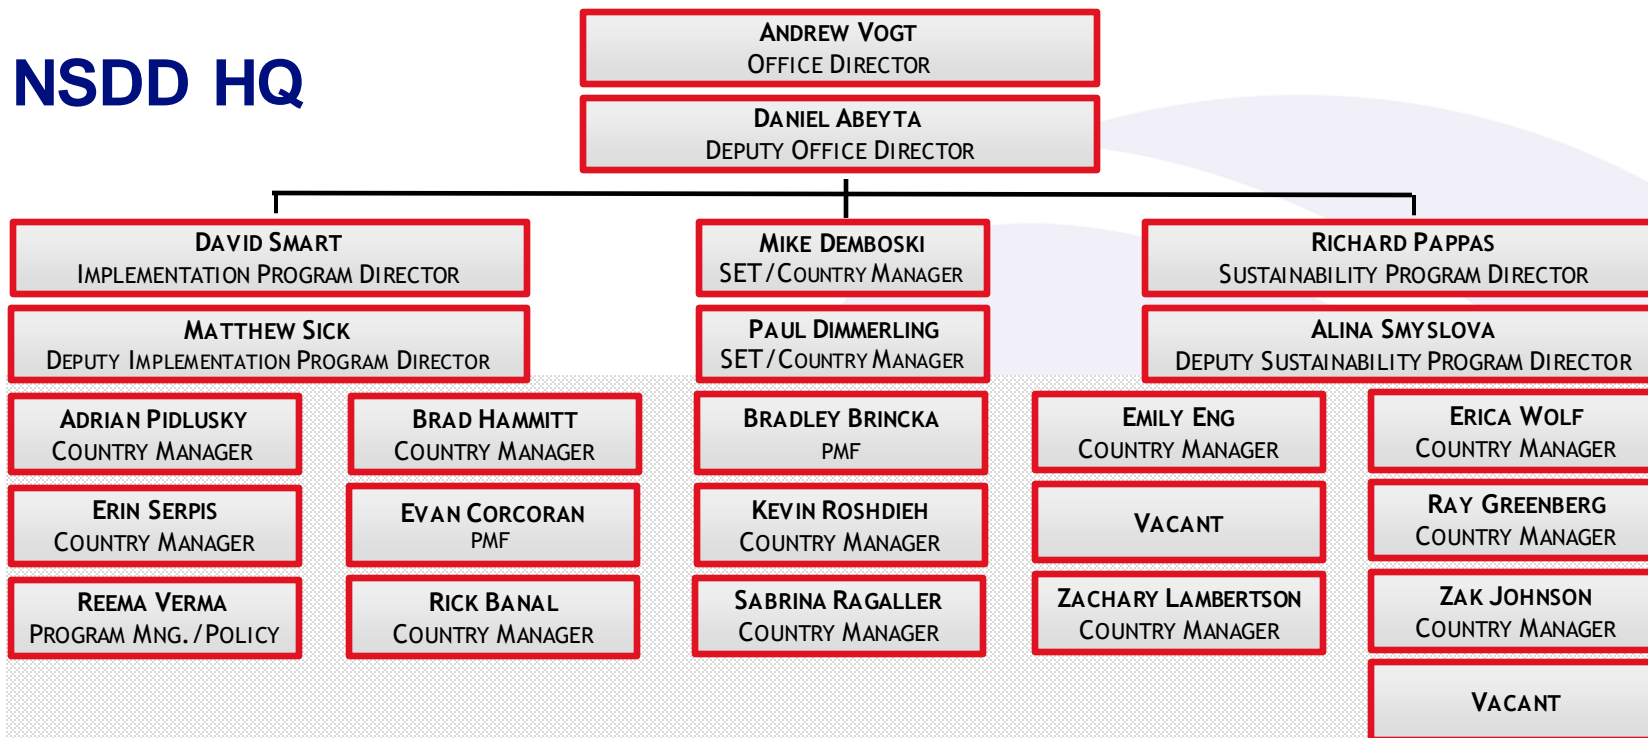 NSDD HQ
ANDREW VOGT
OFFICE DIRECTOR
DANIEL ABEYTA
DEPUTY OFFICE DIRECTOR
DAVID SMART
IMPLEMENTATION PROGRAM DIRECTOR
MIKE DEMBOSKI
SET/COUNTRY MANAGER
RICHARD PAPPAS
SUSTAINABILITY PROGRAM DIRECTOR
MATTHEW SICK
DEPUTY IMPLEMENTATION PROGRAM DIRECTOR
PAUL DIMMERLING
SET/COUNTRY MANAGER
ALINA SMYSLOVA
DEPUTY SUSTAINABILITY PROGRAM DIRECTOR
ADRIAN PIDLUSKY
COUNTRY MANAGER
BRAD HAMMITT
COUNTRY MANAGER
BRADLEY BRINCKA
PMF
EMILY ENG
COUNTRY MANAGER
ERICA WOLF
COUNTRY MANAGER
ERIN SERPIS
COUNTRY MANAGER
EVAN CORCORAN
PMF
KEVIN ROSHDIEH
COUNTRY MANAGER
VACANT
RAY GREENBERG
COUNTRY MANAGER
REEMA VERMA
PROGRAM MNG./POLICY
RICK BANAL
COUNTRY MANAGER
SABRINA RAGALLER
COUNTRY MANAGER
ZACHARY LAMBERTSON
COUNTRY MANAGER
ZAK JOHNSON
COUNTRY MANAGER
VACANT